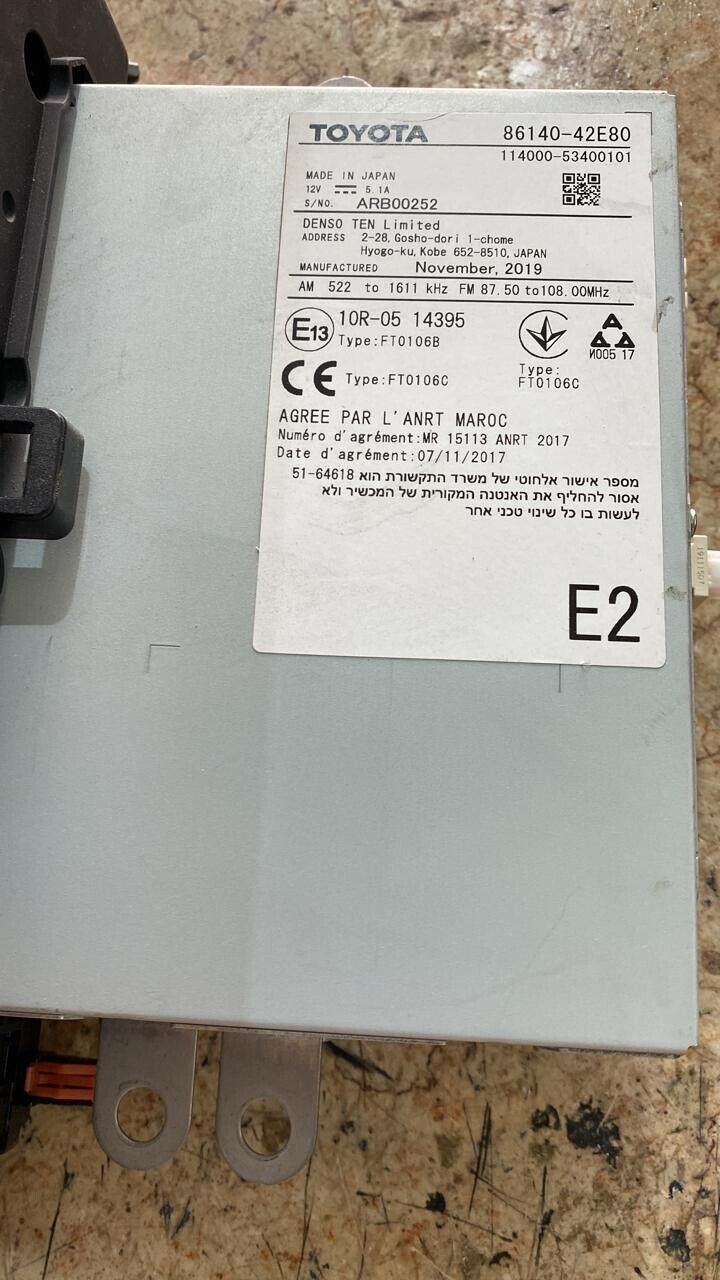 TOYOTA 86140-42E80
114000-53400101
MADE IN JAPAN
12V 5.1A
S/NO. ARB00252
DENSO TEN Limited
ADDRESS 2-28, Gosho-dori 1-chome
Hyogo-ku, Kobe 652-8510, JAPAN
MANUFACTURED November, 2019
AM 522 to 1611 kHz FM 87.50 to108.00MHz
E13 10R-05 14395
Type:FT0106B
И005 17
CE Type:FT0106C
Type:
FT0106C
AGREE PAR L'ANRT MAROC
Numéro d'agrément:MR 15113 ANRT 2017
Date d'agrément:07/11/2017
מספר אישור אלחוטי של משרד התקשורת הוא 51-64618
אסור להחליף את האנטנה המקורית של המכשיר ולא
לעשות בו כל שינוי טכני אחר
E2